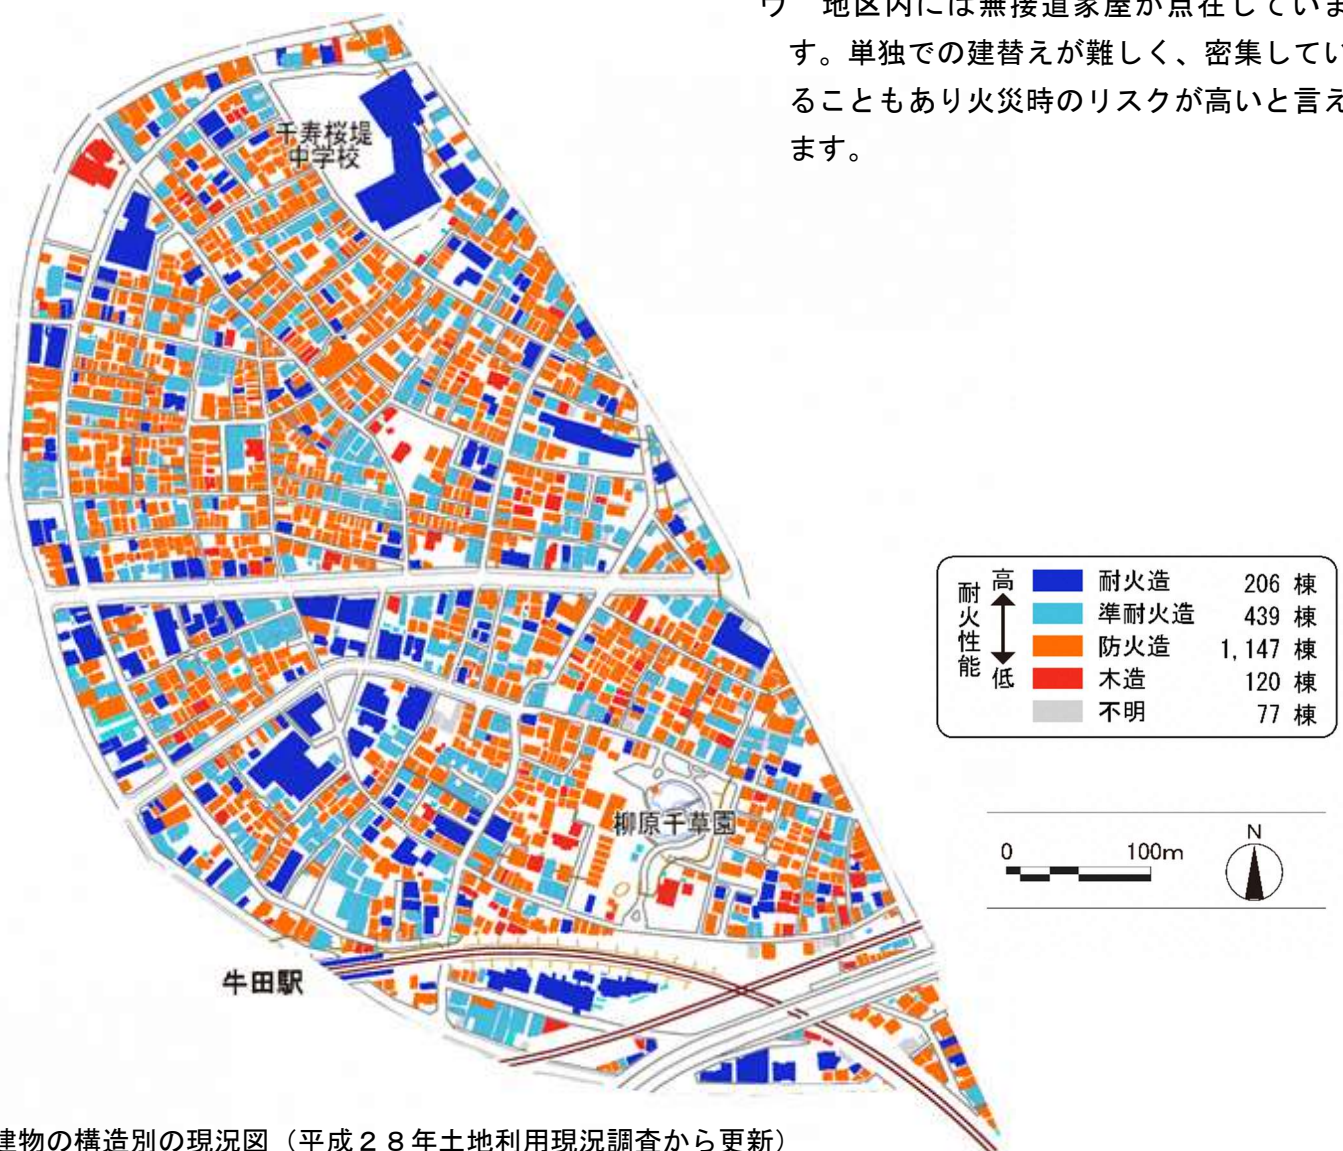 ウ　地区内には無接道家屋が点在していま
す。単独での建替えが難しく、密集してい
ることもあり火災時のリスクが高いと言え
ます。
千寿桜堤
中学校
耐火性能
高
低
耐火造 206 棟
準耐火造 439 棟
防火造 1,147 棟
木造 120 棟
不明 77 棟
柳原千草園
0 100m
N
牛田駅
建物の構造別の現況図（平成２８年土地利用現況調査から更新）